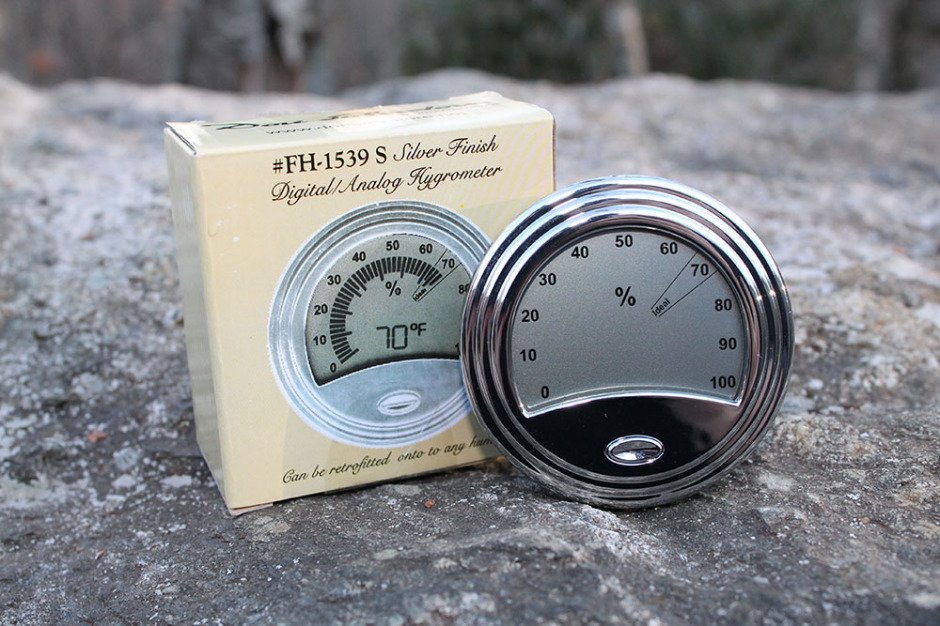 #FH-1539 S Silver Finish
Digital/Analog Hygrometer
0 10 20 30 40 50 60 70 80
%
ideal
70°F
Can be retrofitted onto to any
0 10 20 30 40 50 60 70 80 90 100
%
ideal